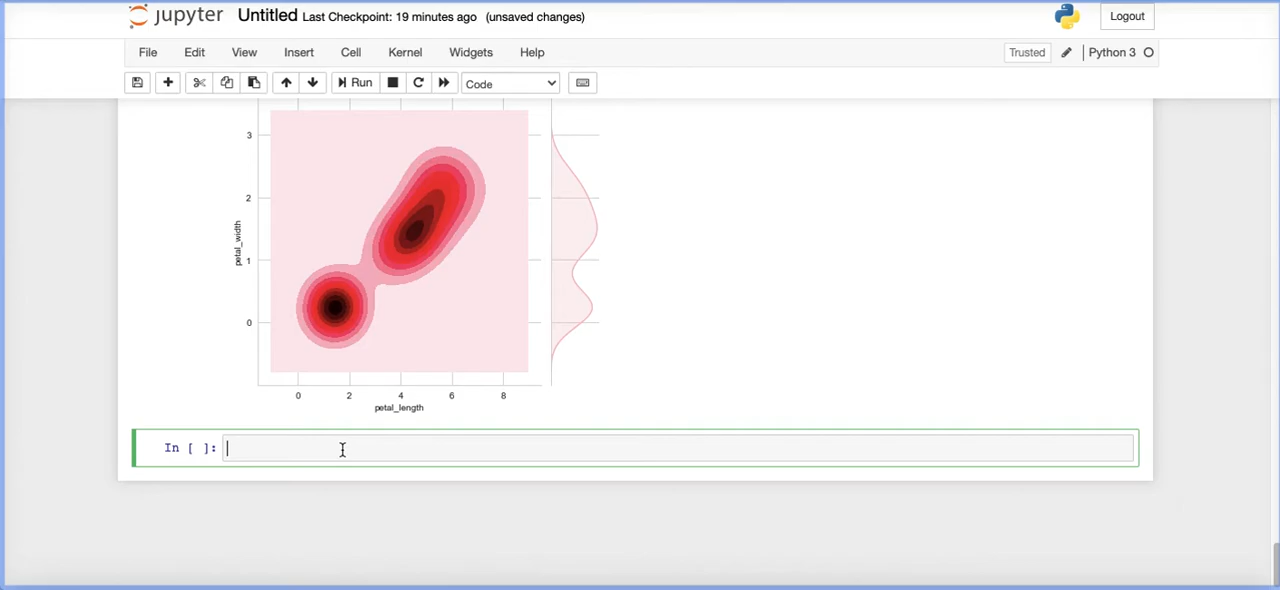 jupyter Untitled Last Checkpoint: 19 minutes ago (unsaved changes) Logout
File Edit View Insert Cell Kernel Widgets Help Trusted Python 3
Run Code
3
2
1
0
petal_width
0 2 4 6 8
petal_length
In [ ]: